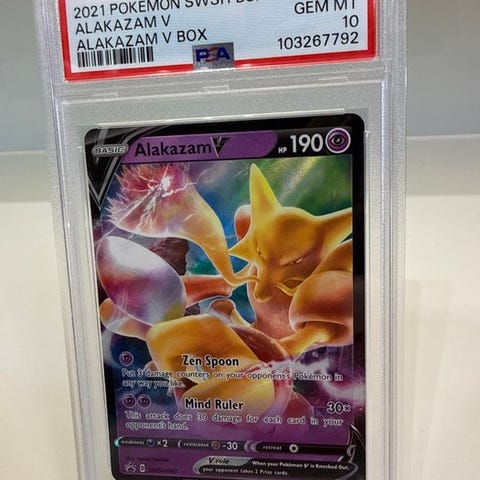 2021 POKEMON SWSH
GEM MT
ALAKAZAM V
10
ALAKAZAM V BOX
103267792
PSA
BASIC Alakazam V HP 190
Zen Spoon
Put 3 damage counters on your opponent's Pokémon in
any way you like.
Mind Ruler 30×
This attack does 30 damage for each card in your
opponent's hand.
weakness ×2 resistance -30 retreat
V rule When your Pokémon V is Knocked Out,
your opponent takes 2 Prize cards.